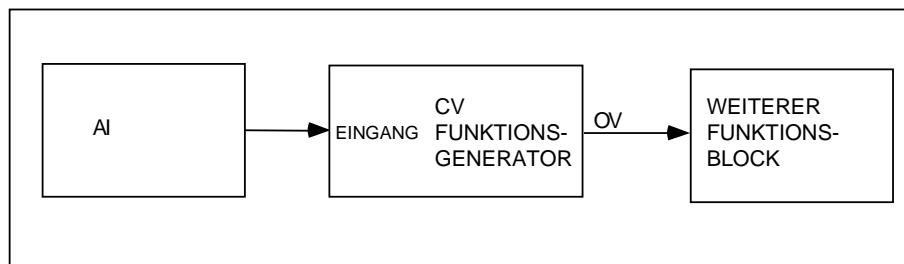 AI
EINGANG
CV
FUNKTIONS-
GENERATOR
OV
WEITERER
FUNKTIONS-
BLOCK